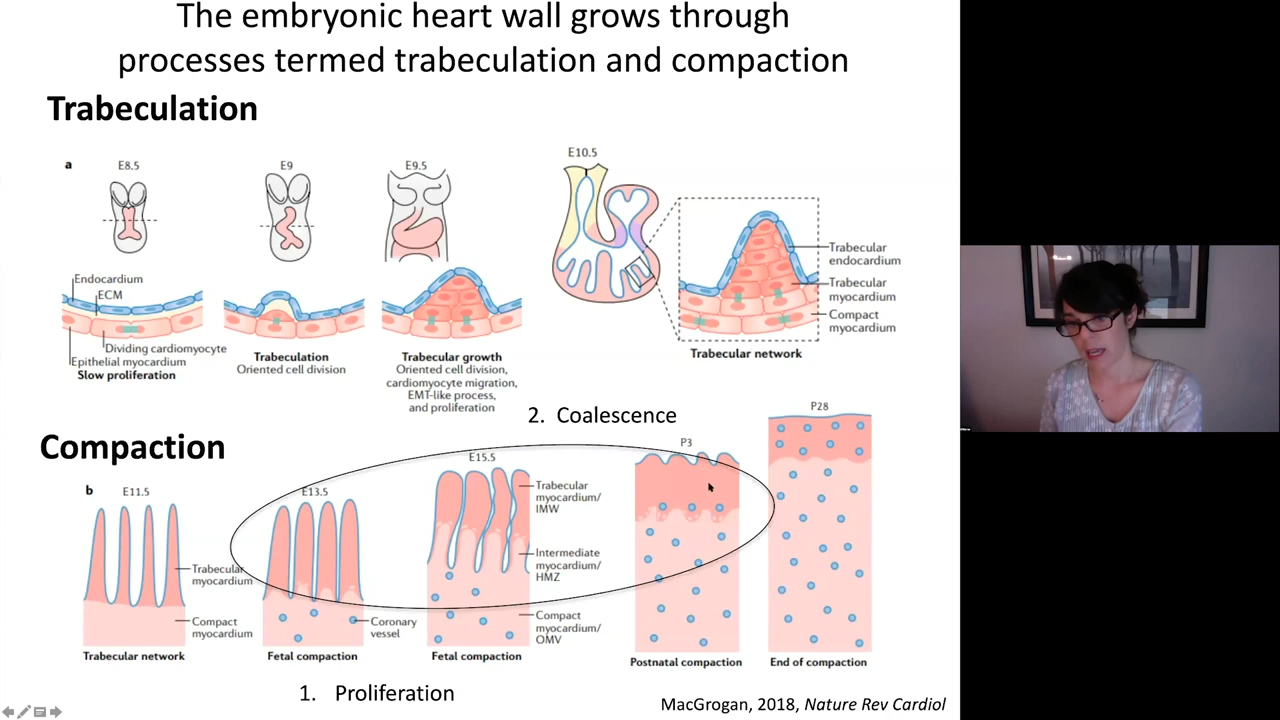 The embryonic heart wall grows through
processes termed trabeculation and compaction
Trabeculation
a
E8.5
E9
E9.5
E10.5
Endocardium
ECM
Dividing cardiomyocyte
Epithelial myocardium
Slow proliferation
Trabeculation
Oriented cell division
Trabecular growth
Oriented cell division,
cardiomyocyte migration,
EMT-like process,
and proliferation
Trabecular
endocardium
Trabecular
myocardium
Compact
myocardium
Trabecular network
2. Coalescence
Compaction
b
E11.5
E13.5
E15.5
P3
P28
Trabecular
myocardium
Compact
myocardium
Trabecular network
Coronary
vessel
Fetal compaction
Trabecular
myocardium/
IMW
Intermediate
myocardium/
HMZ
Compact
myocardium/
OMV
Fetal compaction
Postnatal compaction
End of compaction
1. Proliferation
MacGrogan, 2018, Nature Rev Cardiol